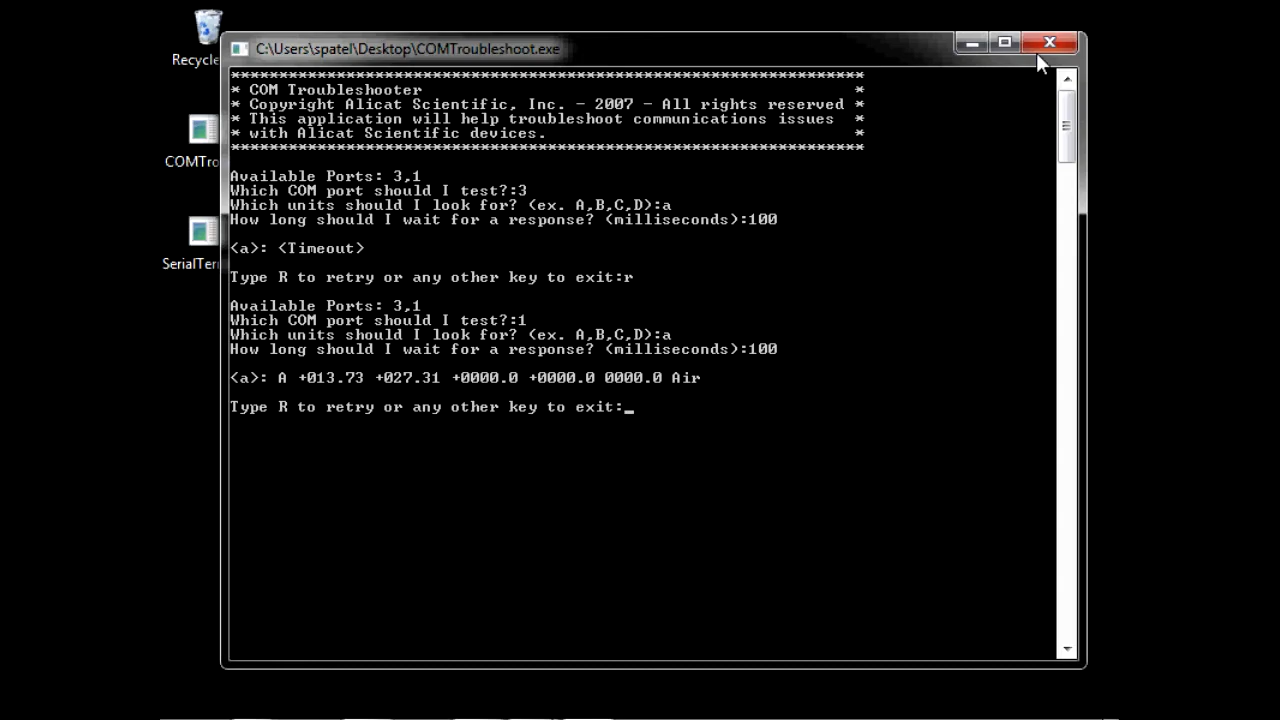 Recycle
COMTro
SerialTer
C:\Users\spatel\Desktop\COMTroubleshoot.exe
*******************************************************************
* COM Troubleshooter *
* Copyright Alicat Scientific, Inc. - 2007 - All rights reserved *
* This application will help troubleshoot communications issues *
* with Alicat Scientific devices. *
*******************************************************************
Available Ports: 3,1
Which COM port should I test?:3
Which units should I look for? (ex. A,B,C,D):a
How long should I wait for a response? (milliseconds):100
<a>: <Timeout>
Type R to retry or any other key to exit:r
Available Ports: 3,1
Which COM port should I test?:1
Which units should I look for? (ex. A,B,C,D):a
How long should I wait for a response? (milliseconds):100
<a>: A +013.73 +027.31 +0000.0 +0000.0 0000.0 Air
Type R to retry or any other key to exit:_